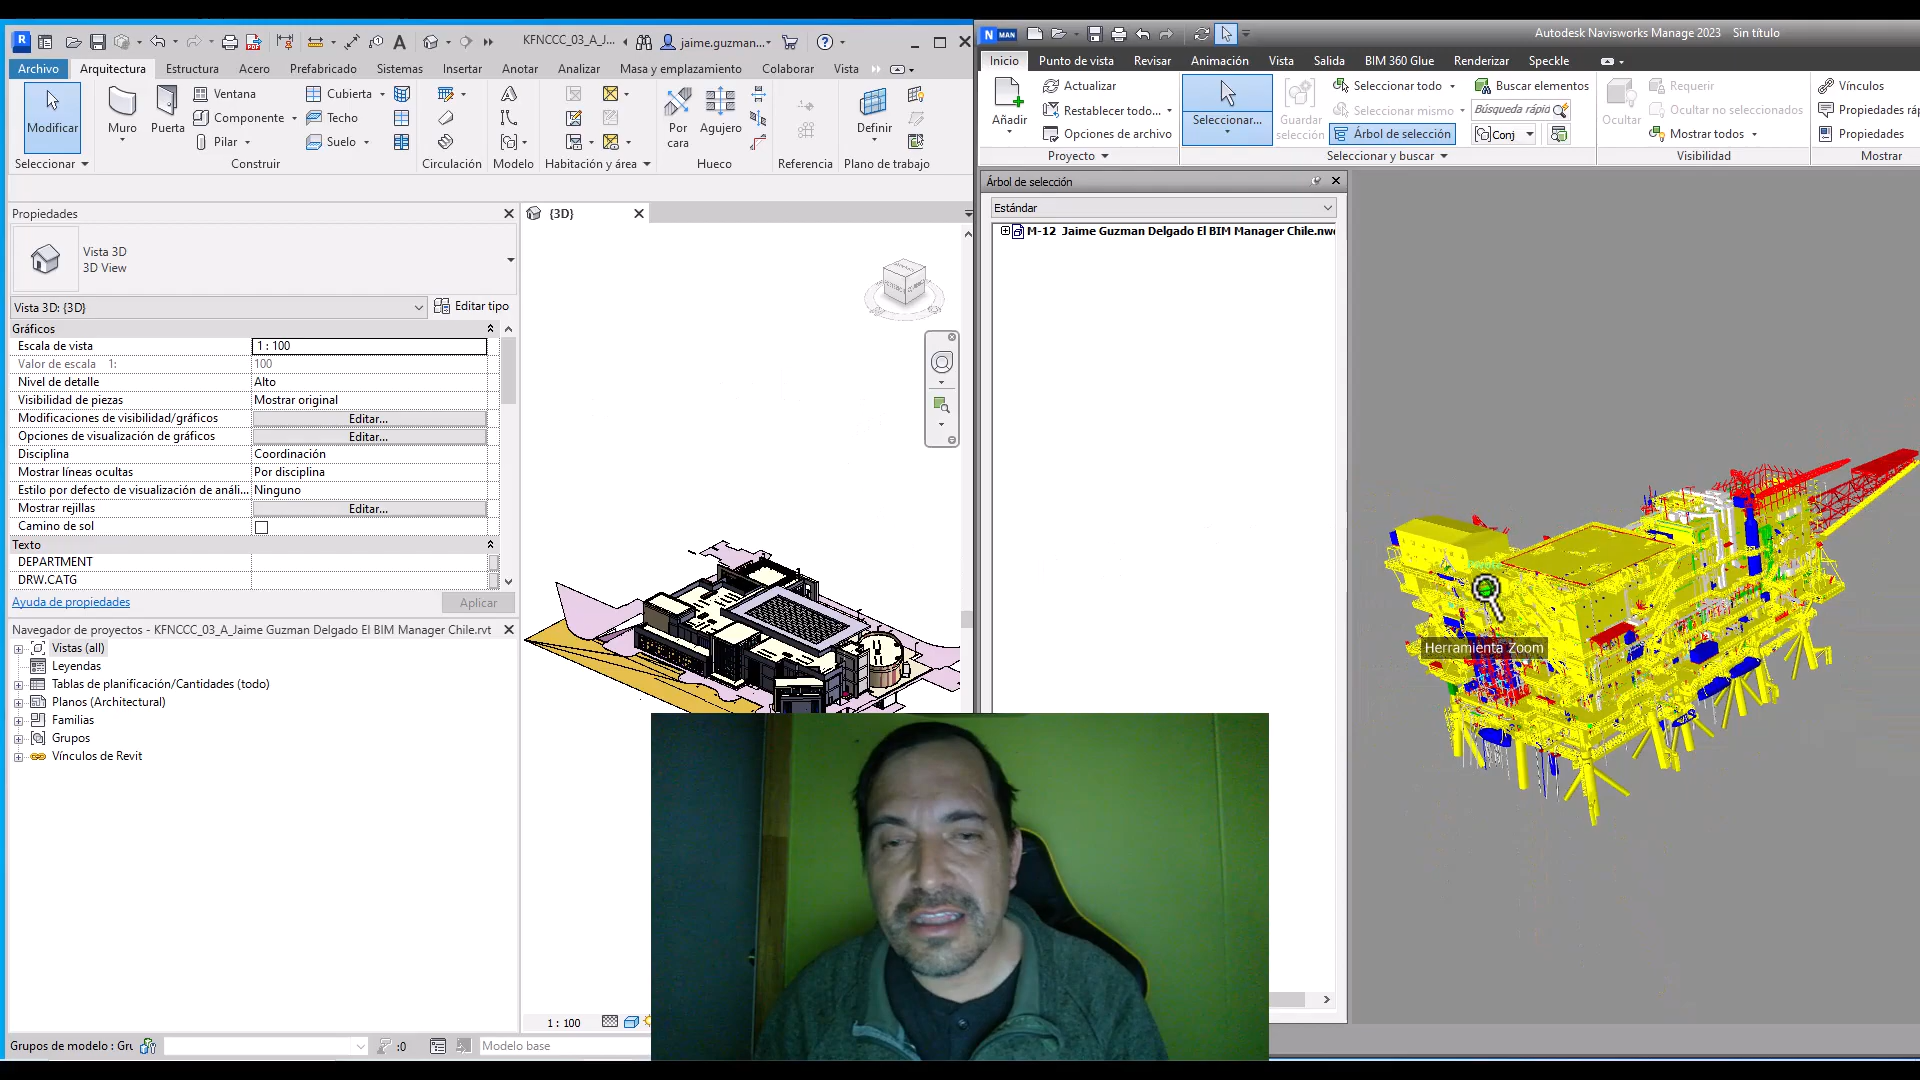 KFNCCC_03_A_J...
jaime.guzman...
Archivo
Arquitectura
Estructura
Acero
Prefabricado
Sistemas
Insertar
Anotar
Analizar
Masa y emplazamiento
Colaborar
Vista
Modificar
Muro
Puerta
Ventana
Componente
Pilar
Cubierta
Techo
Suelo
Por cara
Agujero
Definir
Seleccionar
Construir
Circulación
Modelo
Habitación y área
Hueco
Referencia
Plano de trabajo
Propiedades
{3D}
Vista 3D
3D View
Vista 3D: {3D}
Editar tipo
Gráficos
Escala de vista 1 : 100
Valor de escala 1: 100
Nivel de detalle Alto
Visibilidad de piezas Mostrar original
Modificaciones de visibilidad/gráficos Editar...
Opciones de visualización de gráficos Editar...
Disciplina Coordinación
Mostrar líneas ocultas Por disciplina
Estilo por defecto de visualización de análi... Ninguno
Mostrar rejillas Editar...
Camino de sol
Texto
DEPARTMENT
DRW.CATG
Ayuda de propiedades
Aplicar
Navegador de proyectos - KFNCCC_03_A_Jaime Guzman Delgado El BIM Manager Chile.rvt
Vistas (all)
Leyendas
Tablas de planificación/Cantidades (todo)
Planos (Architectural)
Familias
Grupos
Vínculos de Revit
1 : 100
Grupos de modelo : Gru
:0
Modelo base
N MAN
Autodesk Navisworks Manage 2023 Sin título
Inicio
Punto de vista
Revisar
Animación
Vista
Salida
BIM 360 Glue
Renderizar
Speckle
Añadir
Actualizar
Restablecer todo...
Opciones de archivo
Seleccionar...
Guardar selección
Seleccionar todo
Seleccionar mismo
Árbol de selección
Buscar elementos
Búsqueda rápid
Conj
Ocultar
Requerir
Ocultar no seleccionados
Mostrar todos
Vínculos
Propiedades ráp
Propiedades
Proyecto
Seleccionar y buscar
Visibilidad
Mostrar
Árbol de selección
Estándar
M-12 Jaime Guzman Delgado El BIM Manager Chile.nwd
Herramienta Zoom